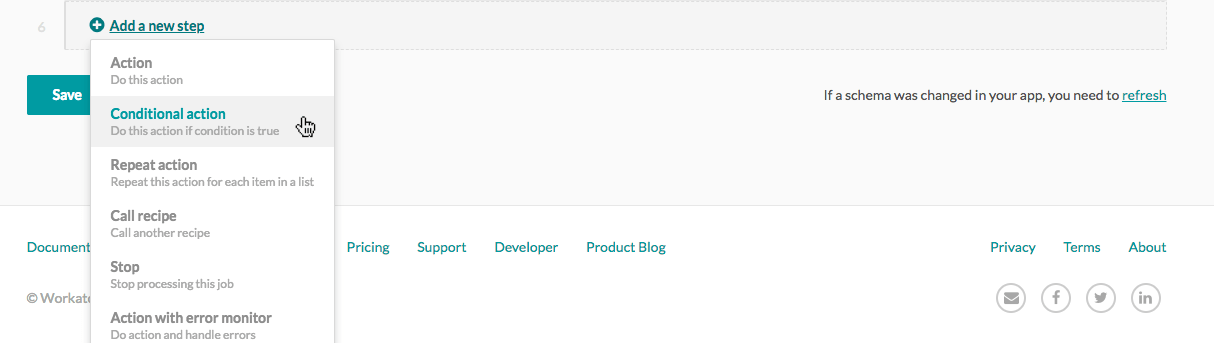 6 Add a new step
Action
Do this action
Save
If a schema was changed in your app, you need to refresh
Conditional action
Do this action if condition is true
Repeat action
Repeat this action for each item in a list
Call recipe
Call another recipe
Document Pricing Support Developer Product Blog Privacy Terms About
Stop
Stop processing this job
© Workato
Action with error monitor
Do action and handle errors